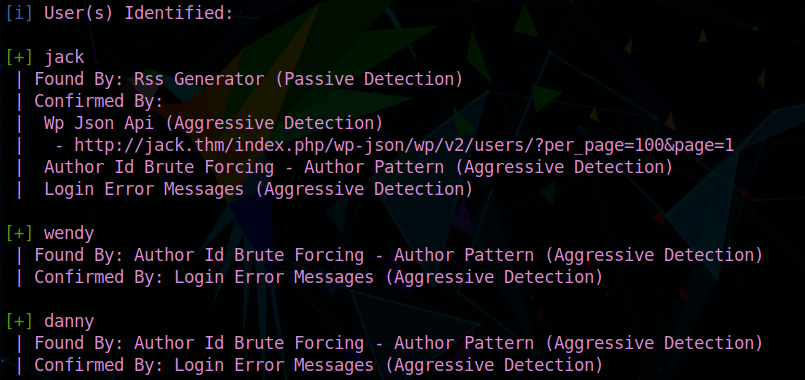 [i] User(s) Identified:

[+] jack
 | Found By: Rss Generator (Passive Detection)
 | Confirmed By:
 |  Wp Json Api (Aggressive Detection)
 |   - http://jack.thm/index.php/wp-json/wp/v2/users/?per_page=100&page=1
 |  Author Id Brute Forcing - Author Pattern (Aggressive Detection)
 |  Login Error Messages (Aggressive Detection)

[+] wendy
 | Found By: Author Id Brute Forcing - Author Pattern (Aggressive Detection)
 | Confirmed By: Login Error Messages (Aggressive Detection)

[+] danny
 | Found By: Author Id Brute Forcing - Author Pattern (Aggressive Detection)
 | Confirmed By: Login Error Messages (Aggressive Detection)